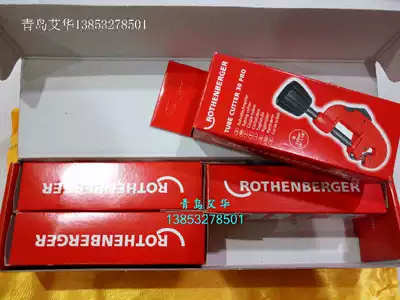 青岛艾华13853278501
ROTHENBERGER
TUBE CUTTER 30 PRO
ROTHENBERGER
ROTHENBERGER
ROTHENBERGER
青岛艾华
13853278501